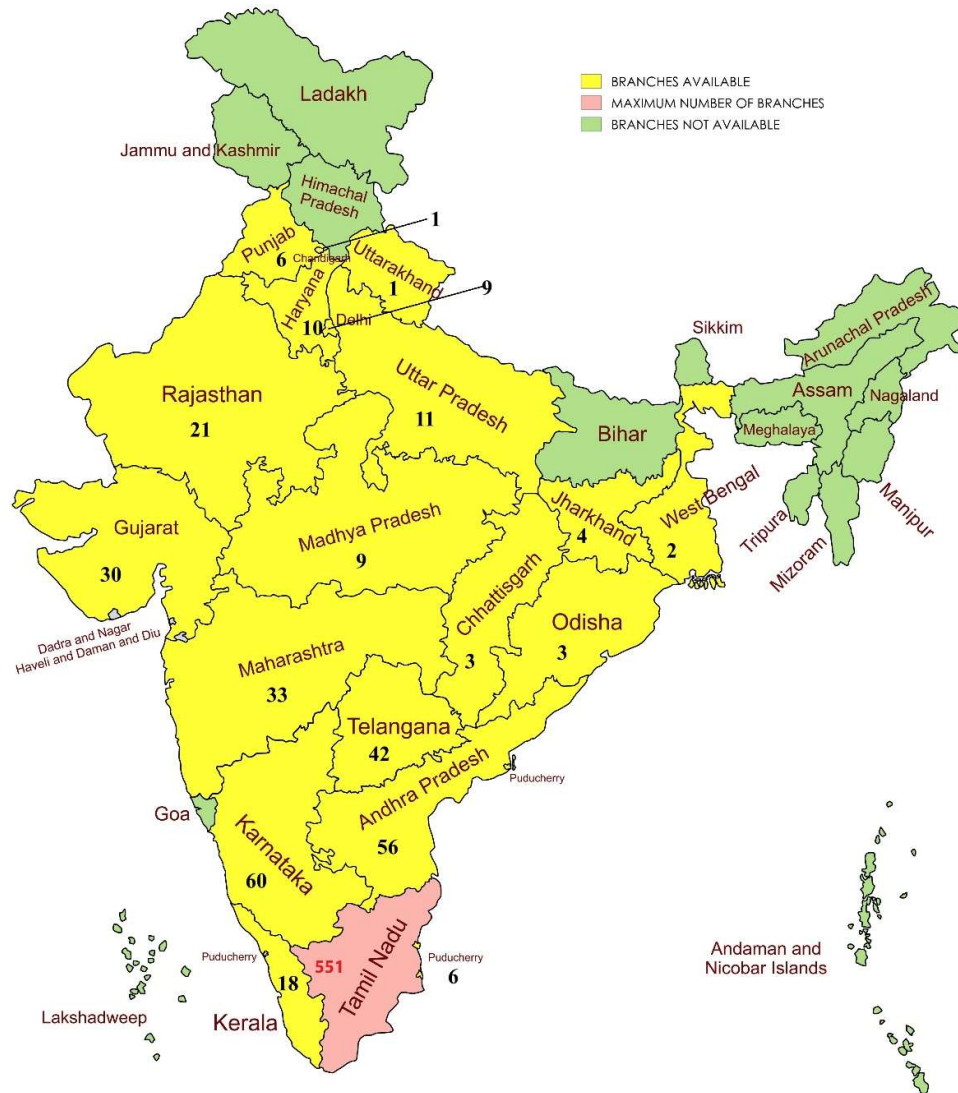 BRANCHES AVAILABLE
MAXIMUM NUMBER OF BRANCHES
BRANCHES NOT AVAILABLE
Ladakh
Jammu and Kashmir
Himachal
Pradesh
1
Punjab
6
Chandigarh
Uttarakhand
1
Haryana
10
Delhi
9
Rajasthan
21
Uttar Pradesh
11
Bihar
Sikkim
Arunachal Pradesh
Assam
Nagaland
Meghalaya
Manipur
Tripura
Mizoram
Gujarat
30
Madhya Pradesh
9
Jharkhand
4
West Bengal
2
Chhattisgarh
3
Odisha
3
Dadra and Nagar
Haveli and Daman and Diu
Maharashtra
33
Telangana
42
Andhra Pradesh
56
Puducherry
Goa
Karnataka
60
Puducherry
18
Kerala
551
Tamil Nadu
Puducherry
6
Lakshadweep
Andaman and
Nicobar Islands